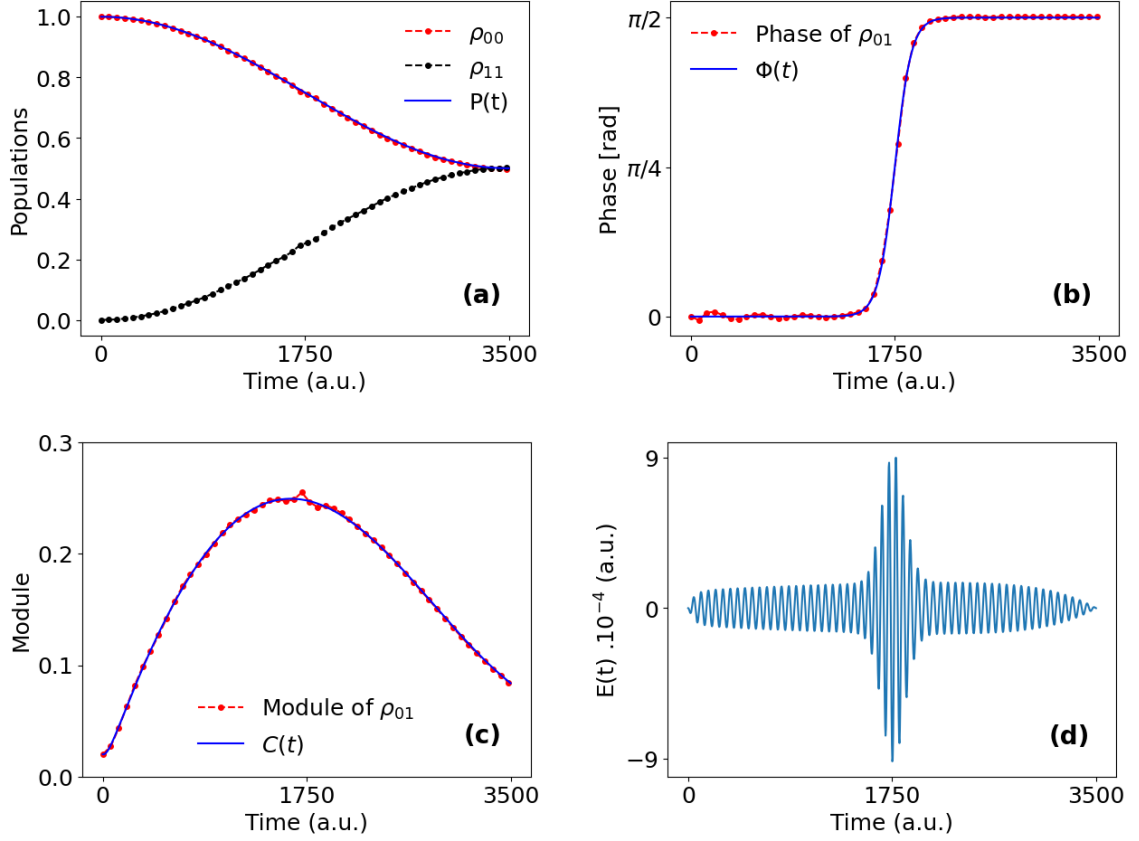 1.0
0.8
0.6
0.4
0.2
0.0
Populations
ρ00
ρ11
P(t)
(a)
0
1750
3500
Time (a.u.)
π/2
π/4
0
Phase [rad]
Phase of ρ01
Φ(t)
(b)
0
1750
3500
Time (a.u.)
0.3
0.2
0.1
0.0
Module
Module of ρ01
C(t)
(c)
0
1750
3500
Time (a.u.)
9
0
−9
E(t) .10⁻⁴ (a.u.)
(d)
0
1750
3500
Time (a.u.)